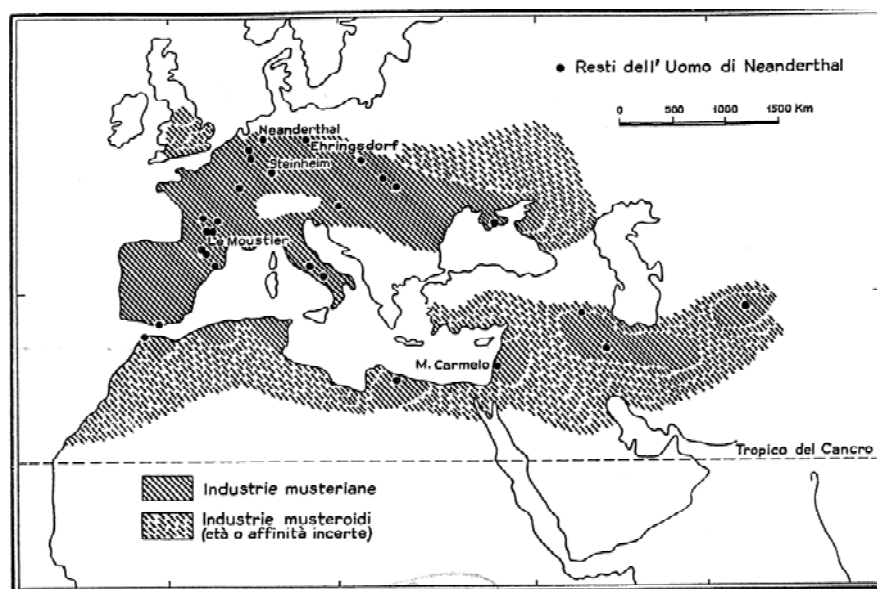 Resti dell'Uomo di Neanderthal
0 500 1000 1500 Km
Neanderthal
Ehringsdorf
Steinheim
Le Moustier
M. Carmelo
Tropico del Cancro
Industrie musteriane
Industrie musteroidi
(età o affinità incerte)